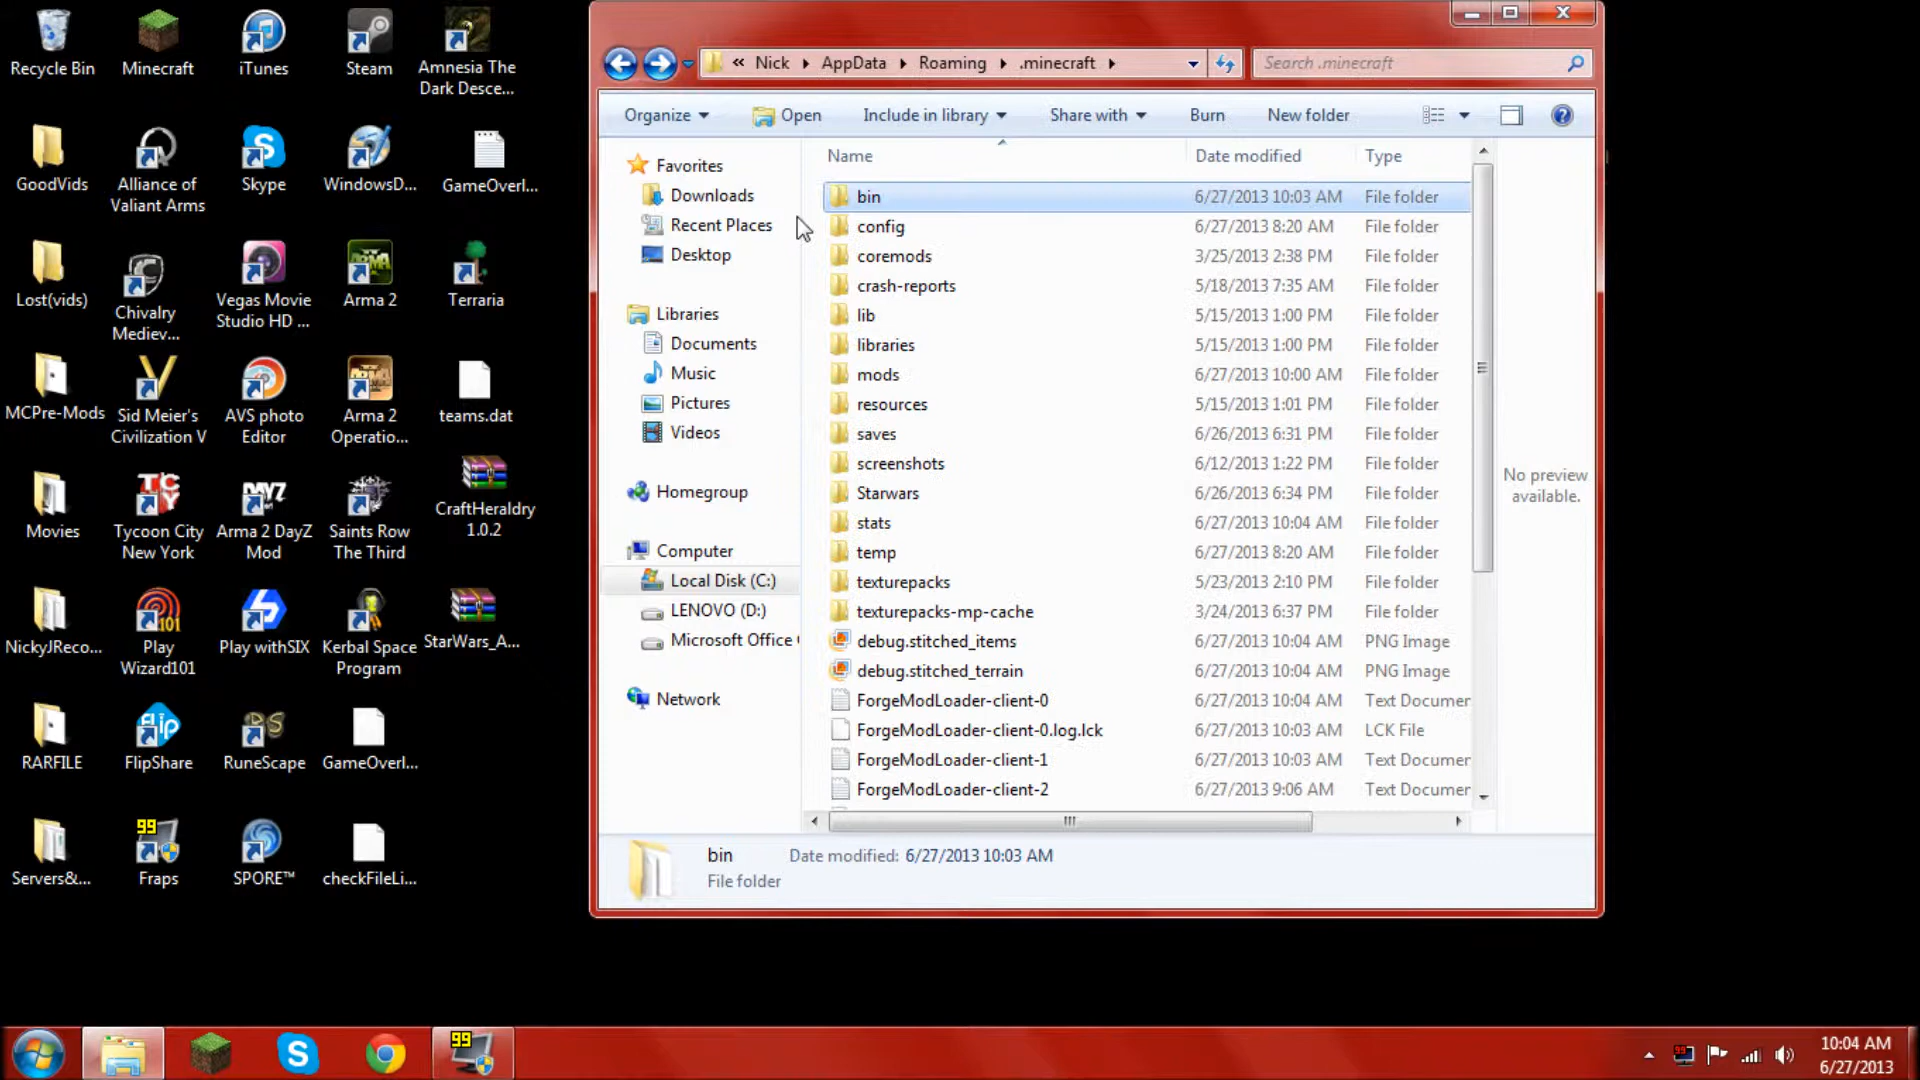 Recycle Bin
Minecraft
iTunes
Steam
Amnesia The
Dark Desce...
GoodVids
Alliance of
Valiant Arms
Skype
WindowsD...
GameOverl...
Lost(vids)
Chivalry
Mediev...
Vegas Movie
Studio HD ...
ARMA
Arma 2
Terraria
MCPre-Mods
Sid Meier's
Civilization V
AVS photo
Editor
Arma 2
Operatio...
teams.dat
Movies
Tycoon City
New York
DAYZ
Arma 2 DayZ
Mod
Saints Row
The Third
CraftHeraldry
1.0.2
NickyJReco...
101
Play
Wizard101
Play withSIX
Kerbal Space
Program
StarWars_A...
RARFILE
Flip
FlipShare
RuneScape
GameOverl...
Servers&...
99
Fraps
SPORE™
checkFileLi...
« Nick AppData Roaming .minecraft
Search .minecraft
Organize Open Include in library Share with Burn New folder
Favorites
Downloads
Recent Places
Desktop
Libraries
Documents
Music
Pictures
Videos
Homegroup
Computer
Local Disk (C:)
LENOVO (D:)
Microsoft Office
Network
Name Date modified Type
bin 6/27/2013 10:03 AM File folder
config 6/27/2013 8:20 AM File folder
coremods 3/25/2013 2:38 PM File folder
crash-reports 5/18/2013 7:35 AM File folder
lib 5/15/2013 1:00 PM File folder
libraries 5/15/2013 1:00 PM File folder
mods 6/27/2013 10:00 AM File folder
resources 5/15/2013 1:01 PM File folder
saves 6/26/2013 6:31 PM File folder
screenshots 6/12/2013 1:22 PM File folder
Starwars 6/26/2013 6:34 PM File folder
stats 6/27/2013 10:04 AM File folder
temp 6/27/2013 8:20 AM File folder
texturepacks 5/23/2013 2:10 PM File folder
texturepacks-mp-cache 3/24/2013 6:37 PM File folder
debug.stitched_items 6/27/2013 10:04 AM PNG Image
debug.stitched_terrain 6/27/2013 10:04 AM PNG Image
ForgeModLoader-client-0 6/27/2013 10:04 AM Text Documen
ForgeModLoader-client-0.log.lck 6/27/2013 10:03 AM LCK File
ForgeModLoader-client-1 6/27/2013 10:03 AM Text Documen
ForgeModLoader-client-2 6/27/2013 9:06 AM Text Documen
No preview
available.
bin Date modified: 6/27/2013 10:03 AM
File folder
99
10:04 AM
6/27/2013